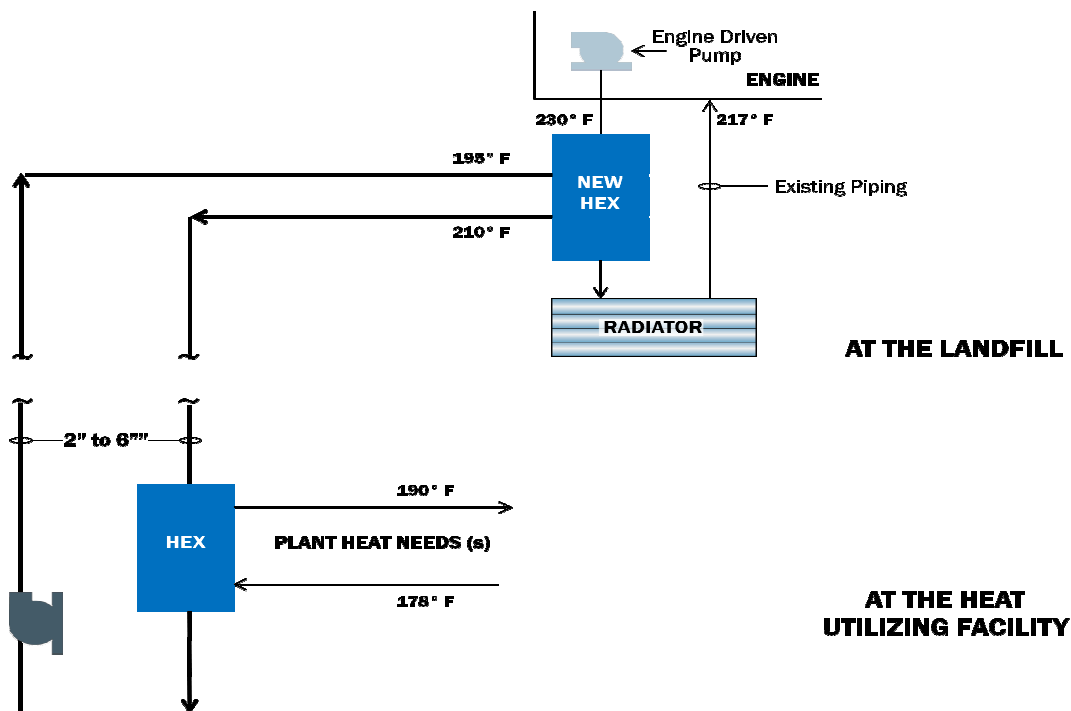 Engine Driven
Pump
ENGINE
230° F
217° F
195° F
NEW
HEX
Existing Piping
210° F
RADIATOR
AT THE LANDFILL
2” to 6””
190° F
HEX
PLANT HEAT NEEDS (s)
178° F
AT THE HEAT
UTILIZING FACILITY